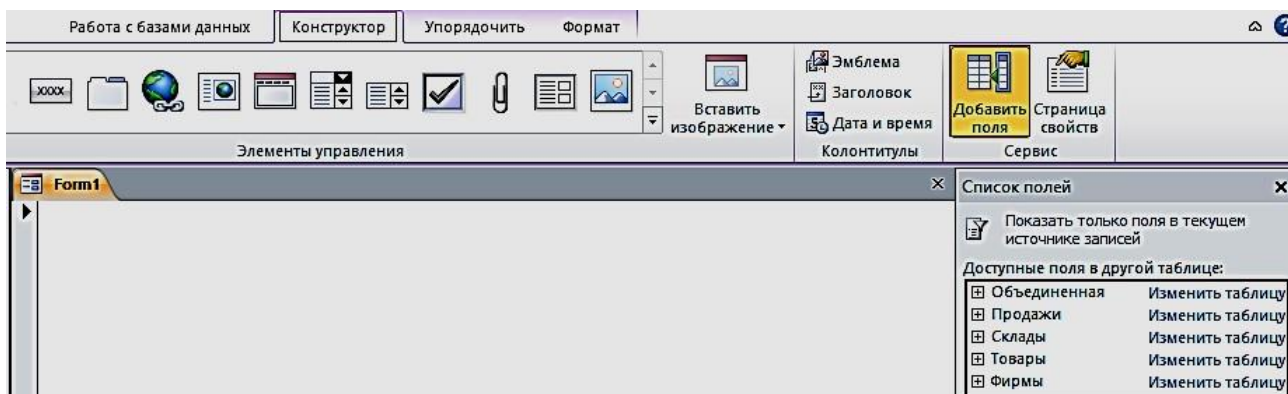 Работа с базами данных Конструктор Упорядочить Формат
XXXX
Вставить изображение
Эмблема
Заголовок
Дата и время
Добавить поля
Страница свойств
Элементы управления Колонтитулы Сервис
Form1
Список полей
Показать только поля в текущем
источнике записей
Доступные поля в другой таблице:
Объединенная Изменить таблицу
Продажи Изменить таблицу
Склады Изменить таблицу
Товары Изменить таблицу
Фирмы Изменить таблицу